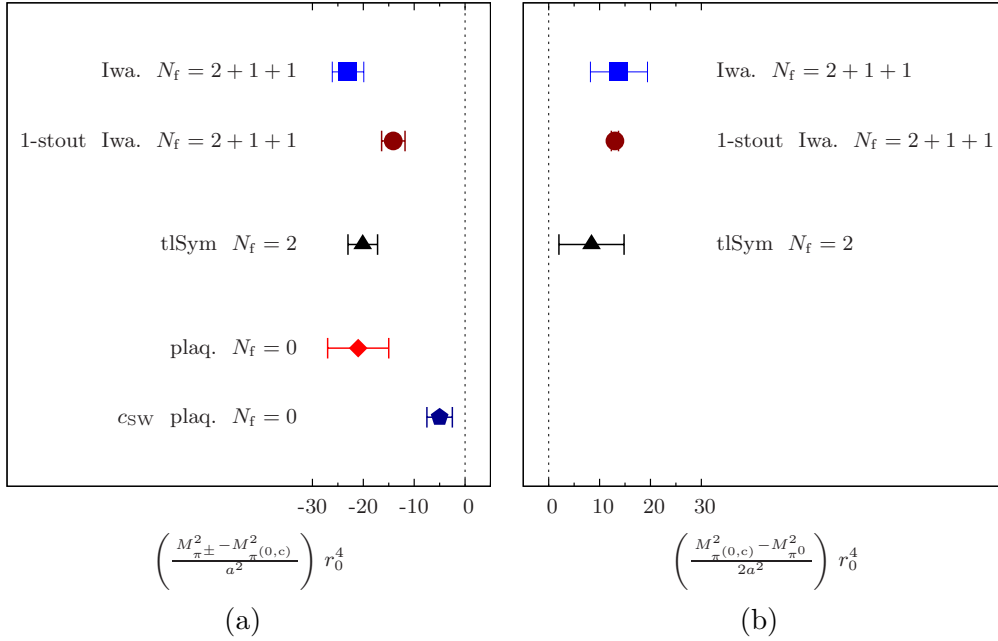 Iwa. N_f = 2 + 1 + 1
1-stout Iwa. N_f = 2 + 1 + 1
tlSym N_f = 2
plaq. N_f = 0
c_SW plaq. N_f = 0
-30 -20 -10 0
(M²_π± − M²_π(0,c) / a²) r₀⁴
(a)
Iwa. N_f = 2 + 1 + 1
1-stout Iwa. N_f = 2 + 1 + 1
tlSym N_f = 2
0 10 20 30
(M²_π(0,c) − M²_π⁰ / 2a²) r₀⁴
(b)